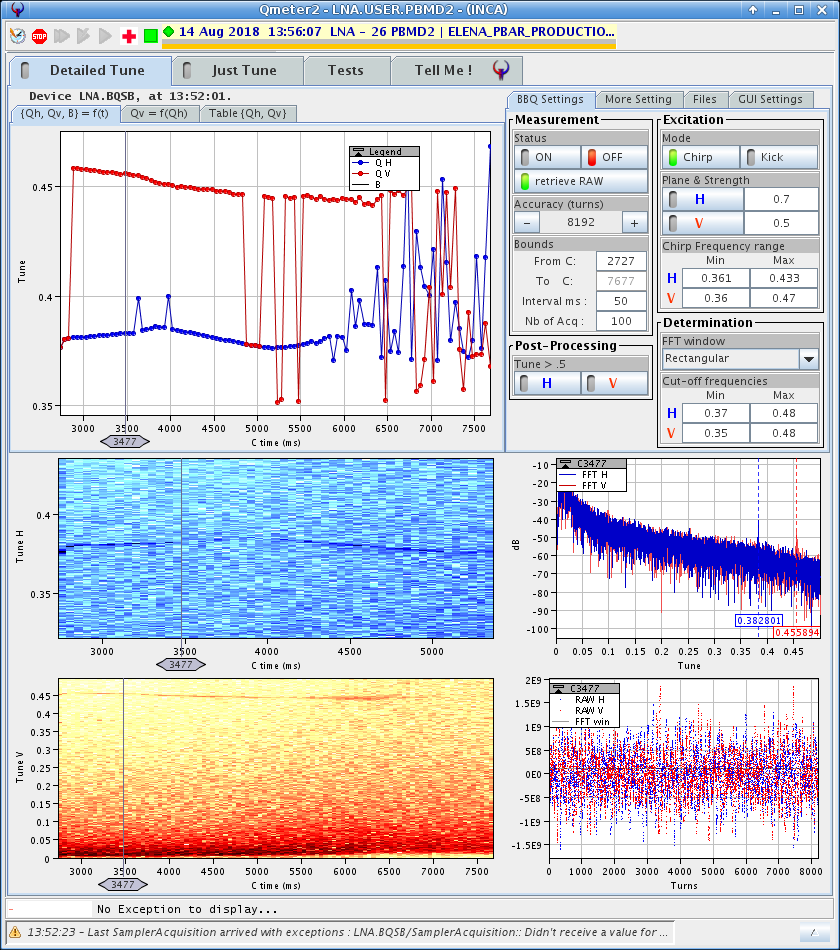 Qmeter2 - LNA.USER.PBMD2 - (INCA)
STOP
14 Aug 2018 13:56:07 LNA - 26 PBMD2 | ELENA_PBAR_PRODUCTIO...
Detailed Tune
Just Tune
Tests
Tell Me !
Device LNA.BQSB, at 13:52:01.
{Qh, Qv, B} = f(t)
Qv = f(Qh)
Table {Qh, Qv}
Legend
Q H
Q V
B
0.45
0.4
0.35
Tune
3000 3500 4000 4500 5000 5500 6000 6500 7000 7500
3477
C time (ms)
BBQ Settings
More Setting
Files
GUI Settings
Measurement
Status
ON
OFF
retrieve RAW
Accuracy (turns)
- 8192 +
Bounds
From C: 2727
To C: 7677
Interval ms : 50
Nb of Acq : 100
Post-Processing
Tune > .5
H
V
Excitation
Mode
Chirp
Kick
Plane & Strength
H 0.7
V 0.5
Chirp Frequency range
Min Max
H 0.361 0.433
V 0.36 0.47
Determination
FFT window
Rectangular
Cut-off frequencies
Min Max
H 0.37 0.48
V 0.35 0.48
0.4
0.35
Tune H
3000 3500 4000 4500 5000
3477
C time (ms)
C3477
FFT H
FFT V
-10
-20
-30
-40
-50
-60
-70
-80
-90
-100
dB
0.382801
0.455894
0 0.05 0.1 0.15 0.2 0.25 0.3 0.35 0.4 0.45
Tune
0.45
0.4
0.35
0.3
0.25
0.2
0.15
0.1
0.05
0
Tune V
3000 3500 4000 4500 5000 5500 6000 6500 7000 7500
3477
C time (ms)
C3477
RAW H
RAW V
FFT win
2E9
1.5E9
1E9
5E8
0E0
-5E8
-1E9
-1.5E9
0 1000 2000 3000 4000 5000 6000 7000 8000
Turns
- No Exception to display...
13:52:23 - Last SamplerAcquisition arrived with exceptions : LNA.BQSB/SamplerAcquisition:: Didn't receive a value for ...